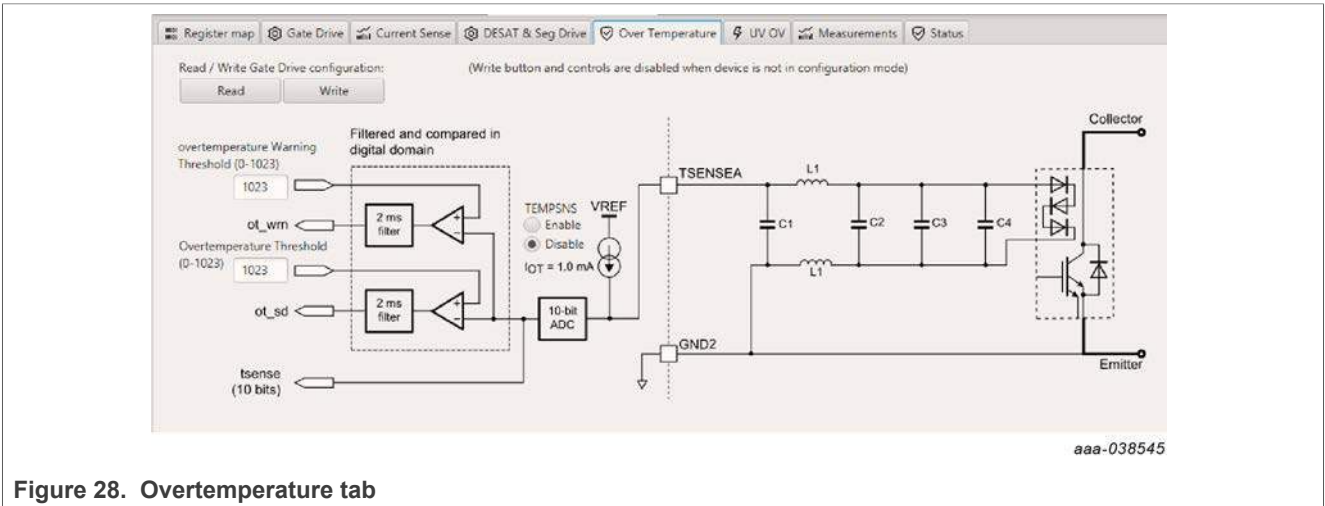 Register map Gate Drive Current Sense DESAT & Seg Drive Over Temperature UV OV Measurements Status
Read / Write Gate Drive configuration: (Write button and controls are disabled when device is not in configuration mode)
Read Write
Collector
Filtered and compared in
digital domain
overtemperature Warning
Threshold (0-1023)
1023
TSENSEA
L1
2 ms
filter
+
-
ot_wrn
TEMPSNS
VREF
Enable
Disable
IOT = 1.0 mA
C1
C2
C3
C4
Overtemperature Threshold
(0-1023)
1023
L1
2 ms
filter
+
-
ot_sd
10-bit
ADC
GND2
Emitter
tsense
(10 bits)
aaa-038545
Figure 28. Overtemperature tab